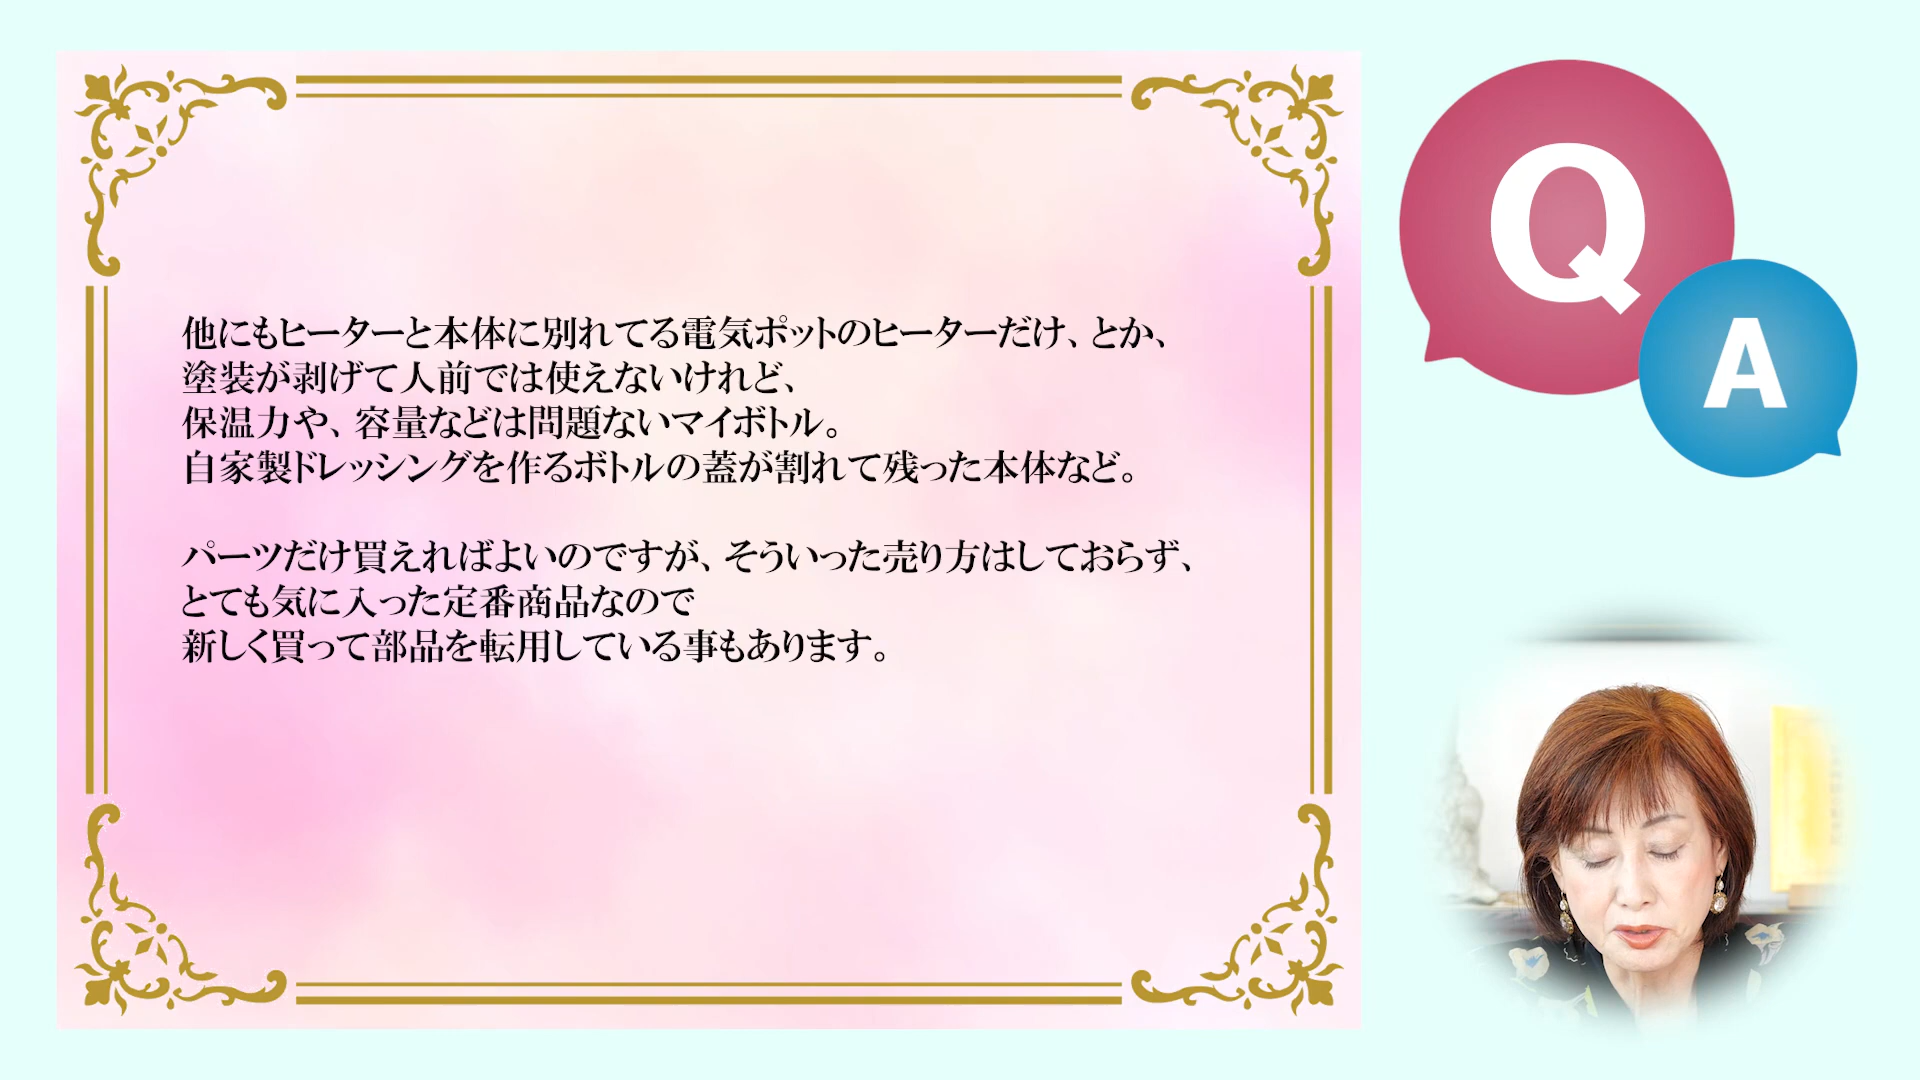 他にもヒーターと本体に別れてる電気ポットのヒーターだけ、とか、
塗装が剥げて人前では使えないけれど、
保温力や、容量などは問題ないマイボトル。
自家製ドレッシングを作るボトルの蓋が割れて残った本体など。
パーツだけ買えればよいのですが、そういった売り方はしておらず、
とても気に入った定番商品なので
新しく買って部品を転用している事もあります。
Q
A